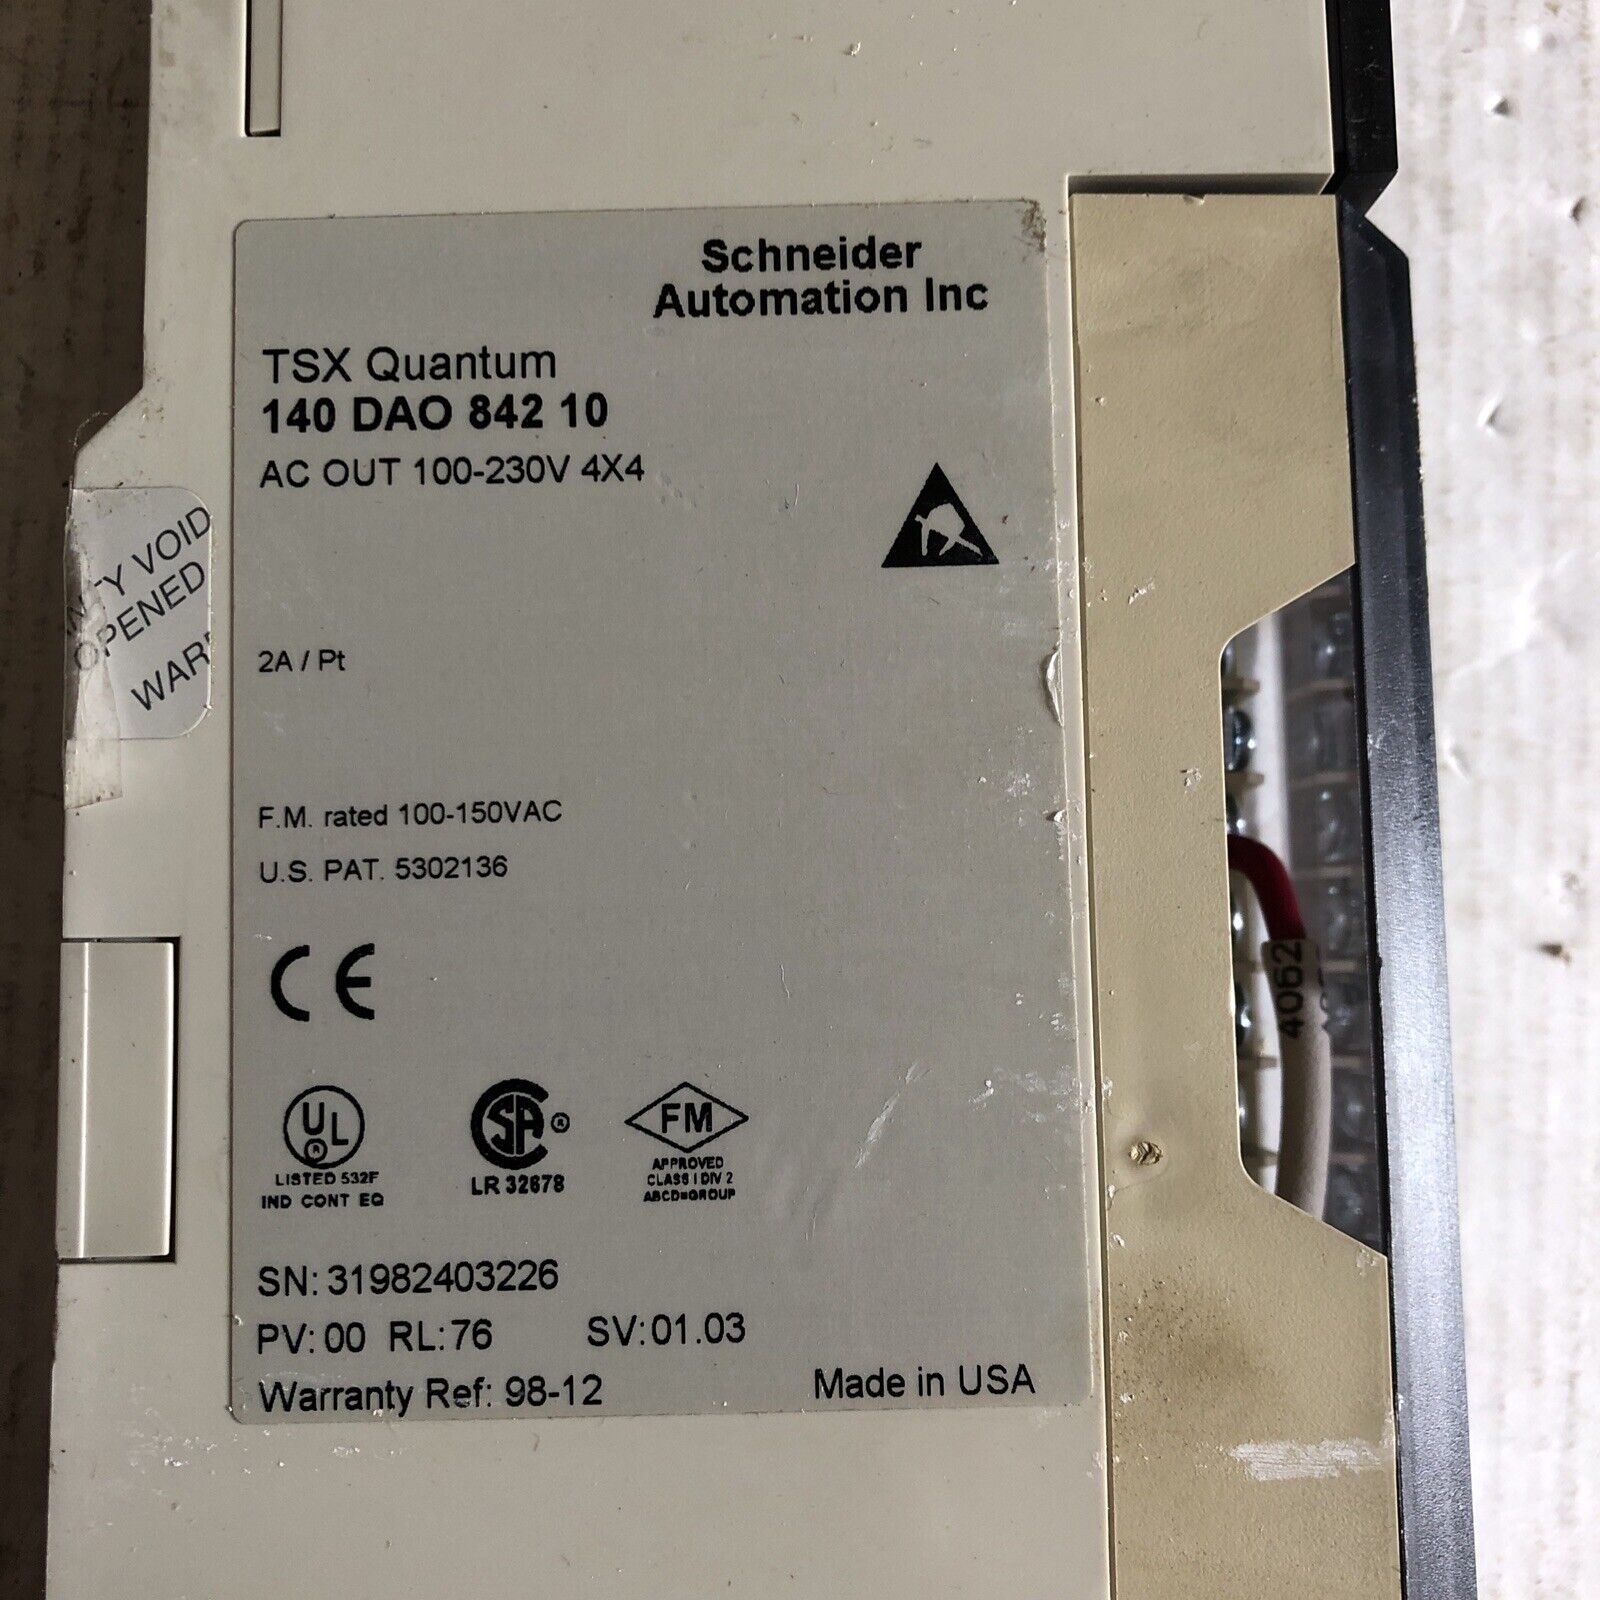 Schneider
Automation Inc
TSX Quantum
140 DAO 842 10
AC OUT 100-230V 4X4
Y VOID
OPENED
2A / Pt
F.M. rated 100-150VAC
U.S. PAT. 5302136
CE
UL
®
LISTED 532F
IND CONT EQ
SA ®
LR 32678
FM
APPROVED
CLASS I DIV 2
ABCD=GROUP
SN: 31982403226
PV: 00 RL: 76 SV: 01.03
Warranty Ref: 98-12 Made in USA
4062